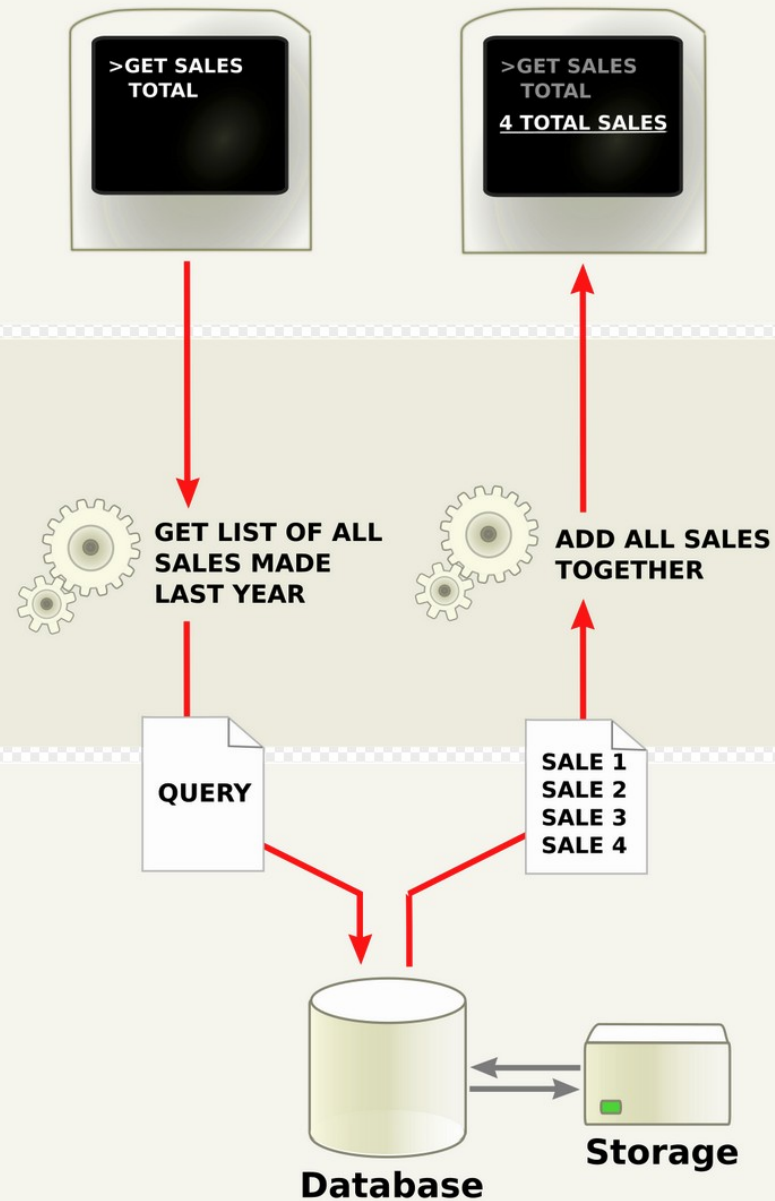 >GET SALES
TOTAL
>GET SALES
TOTAL
4 TOTAL SALES
GET LIST OF ALL
SALES MADE
LAST YEAR
ADD ALL SALES
TOGETHER
QUERY
SALE 1
SALE 2
SALE 3
SALE 4
Database
Storage